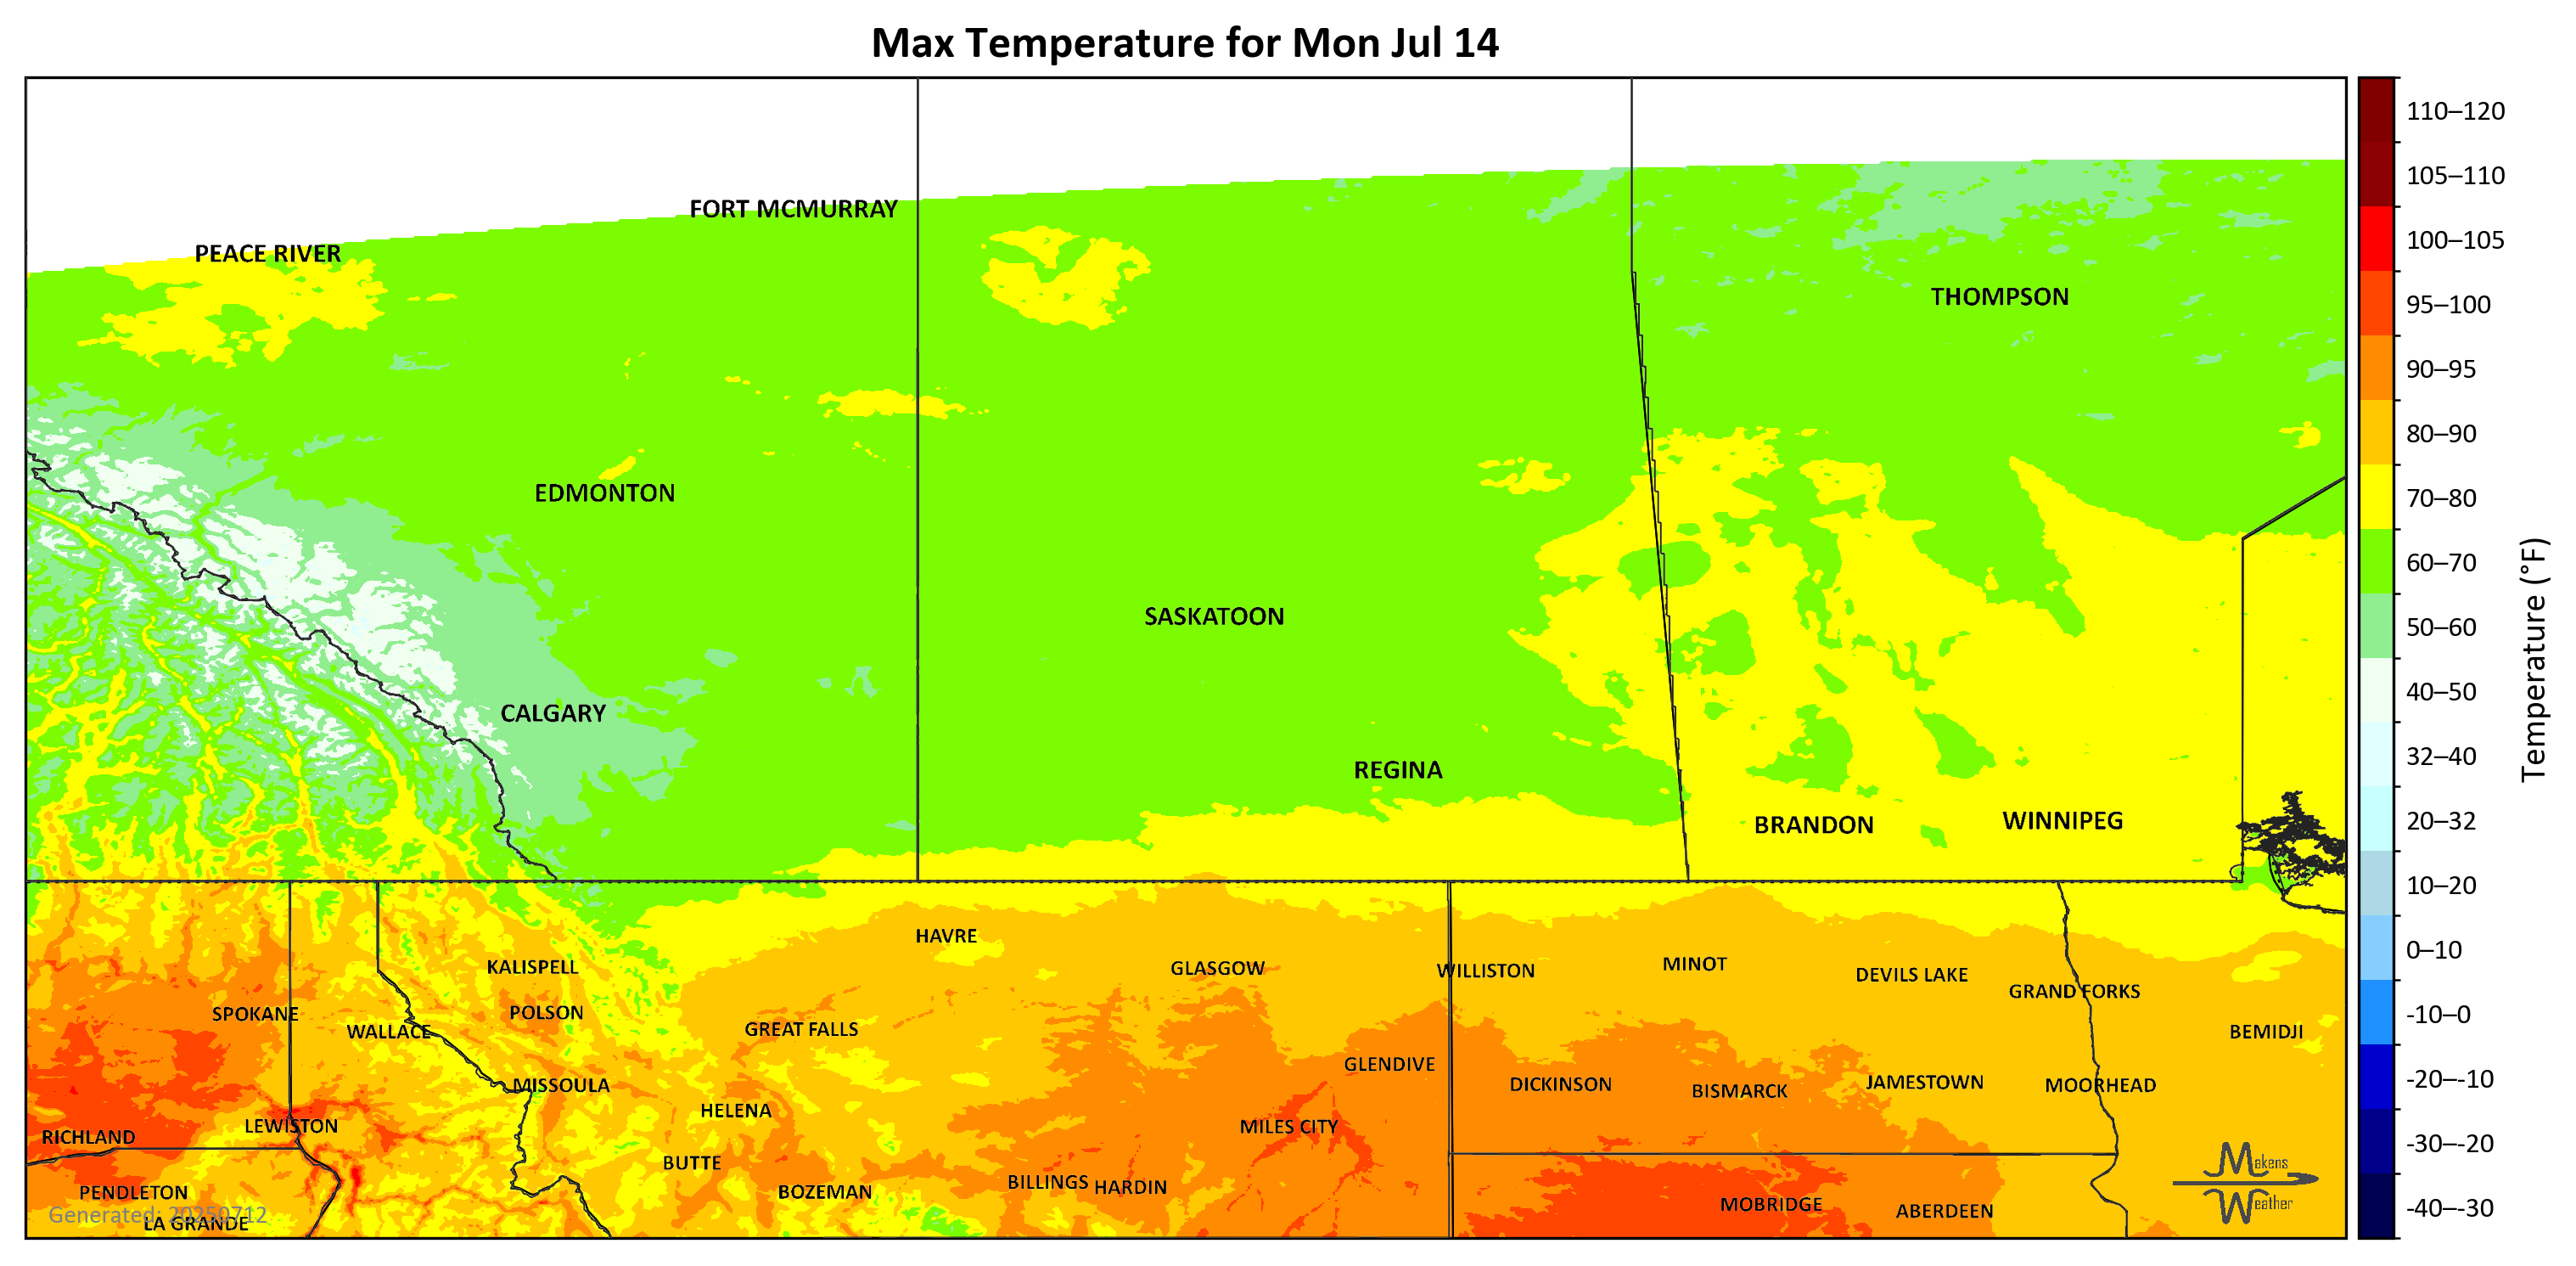 Max Temperature for Mon Jul 14
110–120
105–110
FORT MCMURRAY
100–105
PEACE RIVER
THOMPSON
95–100
90–95
80–90
EDMONTON
70–80
60–70
SASKATOON
50–60
40–50
CALGARY
32–40
REGINA
Temperature (°F)
20–32
BRANDON
WINNIPEG
10–20
HAVRE
0–10
KALISPELL
GLASGOW
WILLISTON
MINOT
DEVILS LAKE
GRAND FORKS
-10–0
SPOKANE
POLSON
WALLACE
GREAT FALLS
BEMIDJI
GLENDIVE
-20–-10
MISSOULA
DICKINSON
BISMARCK
JAMESTOWN
MOORHEAD
HELENA
LEWISTON
MILES CITY
RICHLAND
-30–-20
BUTTE
Makens
Weather
BILLINGS
HARDIN
PENDLETON
BOZEMAN
MOBRIDGE
ABERDEEN
-40–-30
Generated: 20250712
LA GRANDE